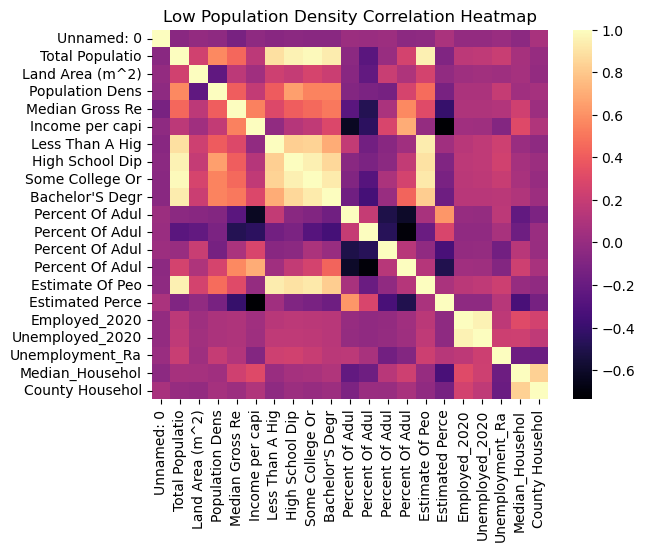 Low Population Density Correlation Heatmap
Unnamed: 0
Total Populatio
Land Area (m^2)
Population Dens
Median Gross Re
Income per capi
Less Than A Hig
High School Dip
Some College Or
Bachelor'S Degr
Percent Of Adul
Percent Of Adul
Percent Of Adul
Percent Of Adul
Estimate Of Peo
Estimated Perce
Employed_2020
Unemployed_2020
Unemployment_Ra
Median_Househol
County Househol
Unnamed: 0
Total Populatio
Land Area (m^2)
Population Dens
Median Gross Re
Income per capi
Less Than A Hig
High School Dip
Some College Or
Bachelor'S Degr
Percent Of Adul
Percent Of Adul
Percent Of Adul
Percent Of Adul
Estimate Of Peo
Estimated Perce
Employed_2020
Unemployed_2020
Unemployment_Ra
Median_Househol
County Househol
1.0
0.8
0.6
0.4
0.2
0.0
−0.2
−0.4
−0.6